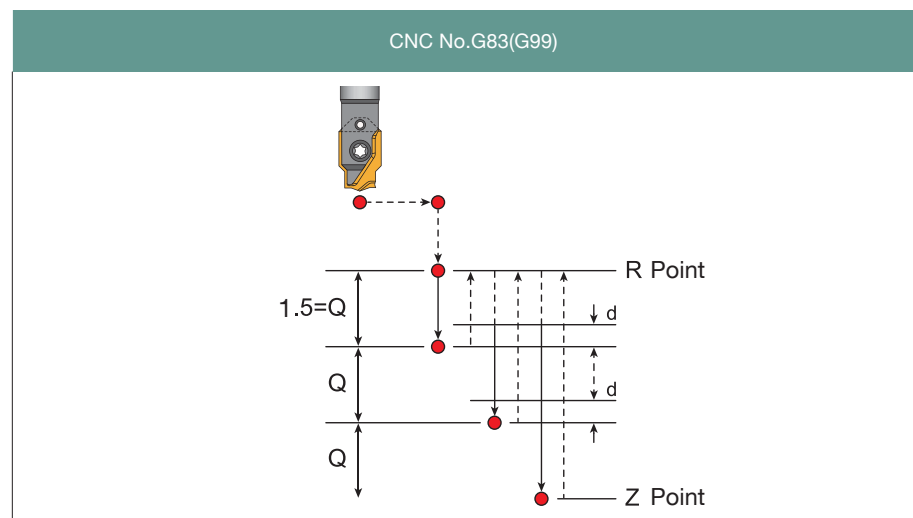 CNC No.G83(G99)
R Point
1.5=Q
d
Q
d
Q
Z Point